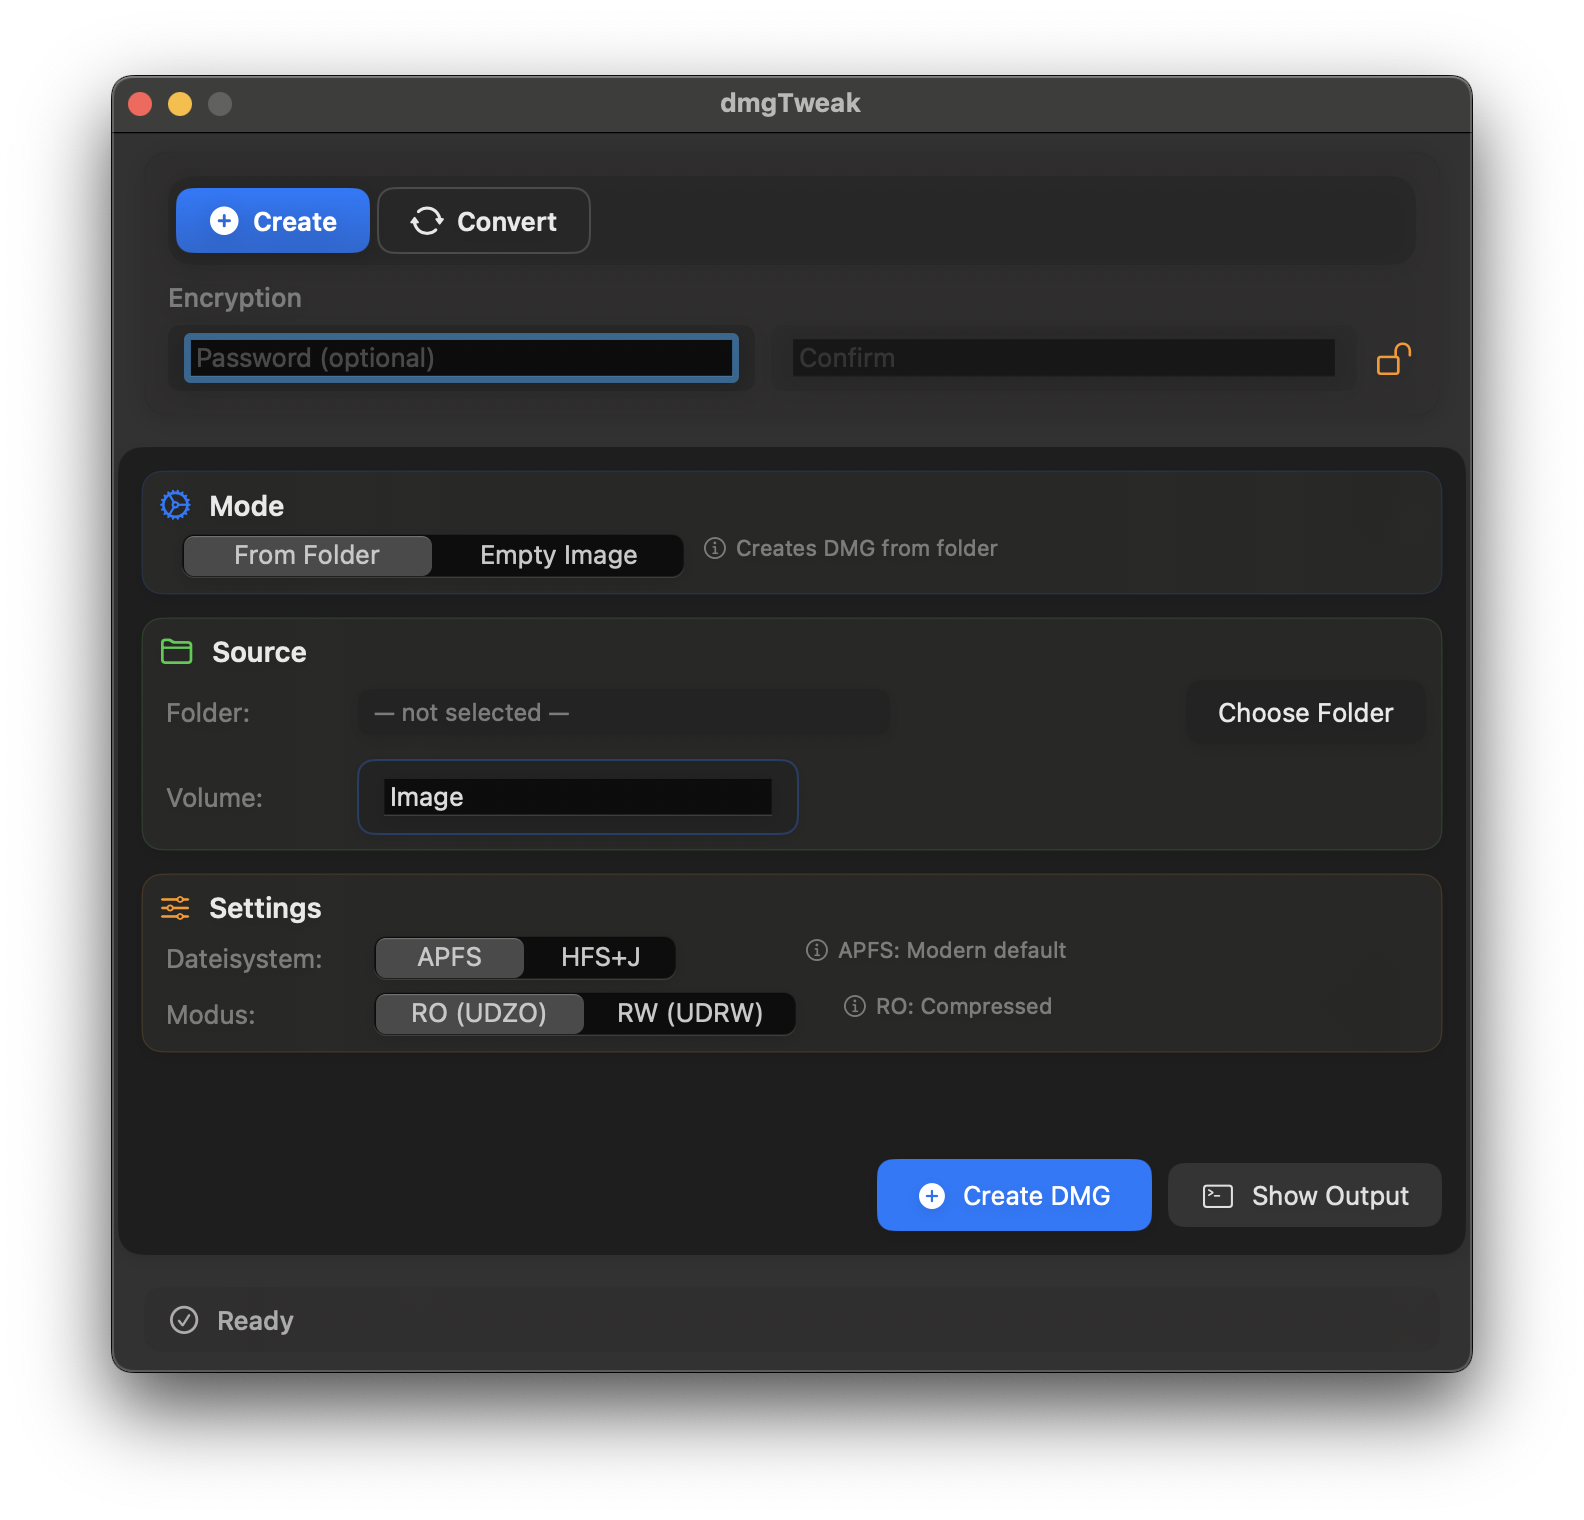 dmgTweak
Create Convert
Encryption
Password (optional) Confirm
Mode
From Folder Empty Image Creates DMG from folder
Source
Folder: — not selected — Choose Folder
Volume: Image
Settings
Dateisystem: APFS HFS+J APFS: Modern default
Modus: RO (UDZO) RW (UDRW) RO: Compressed
Create DMG Show Output
Ready